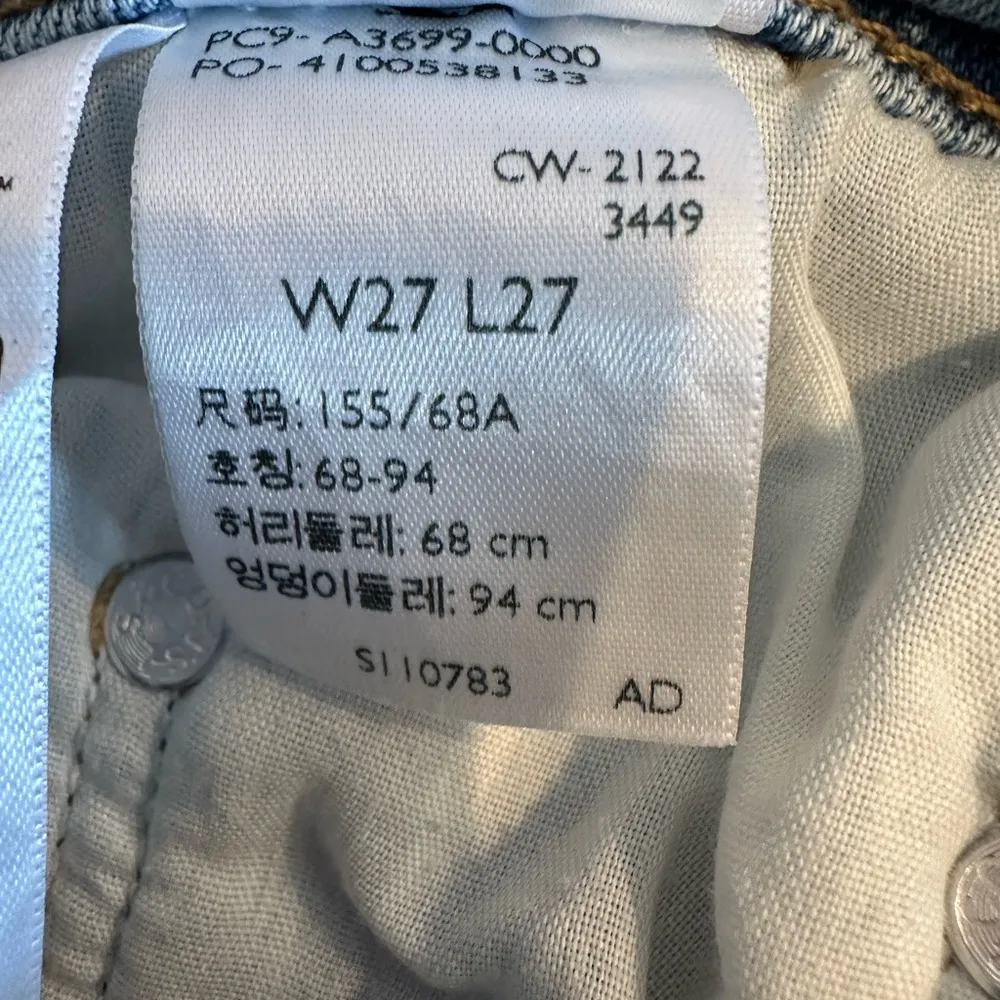 PC9- A3699-0000
PO- 4100538133
CW- 2122
3449
W27 L27
尺码: 155/68A
호칭: 68-94
허리둘레: 68 cm
엉덩이둘레: 94 cm
S110783
AD